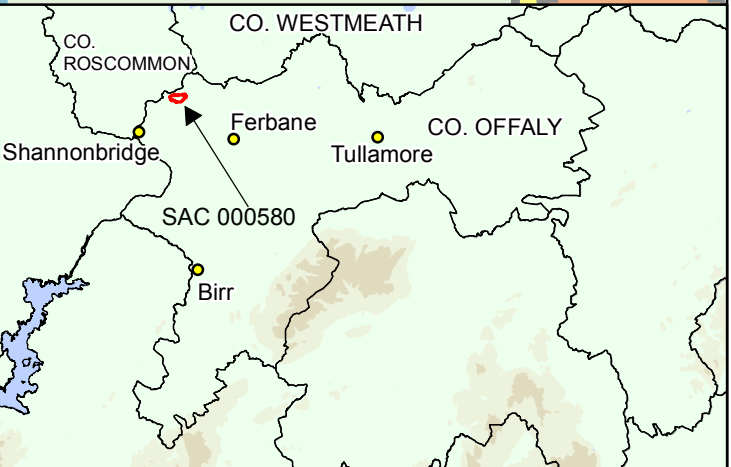 CO. WESTMEATH
CO.
ROSCOMMON
Ferbane
CO. OFFALY
Shannonbridge
Tullamore
SAC 000580
Birr